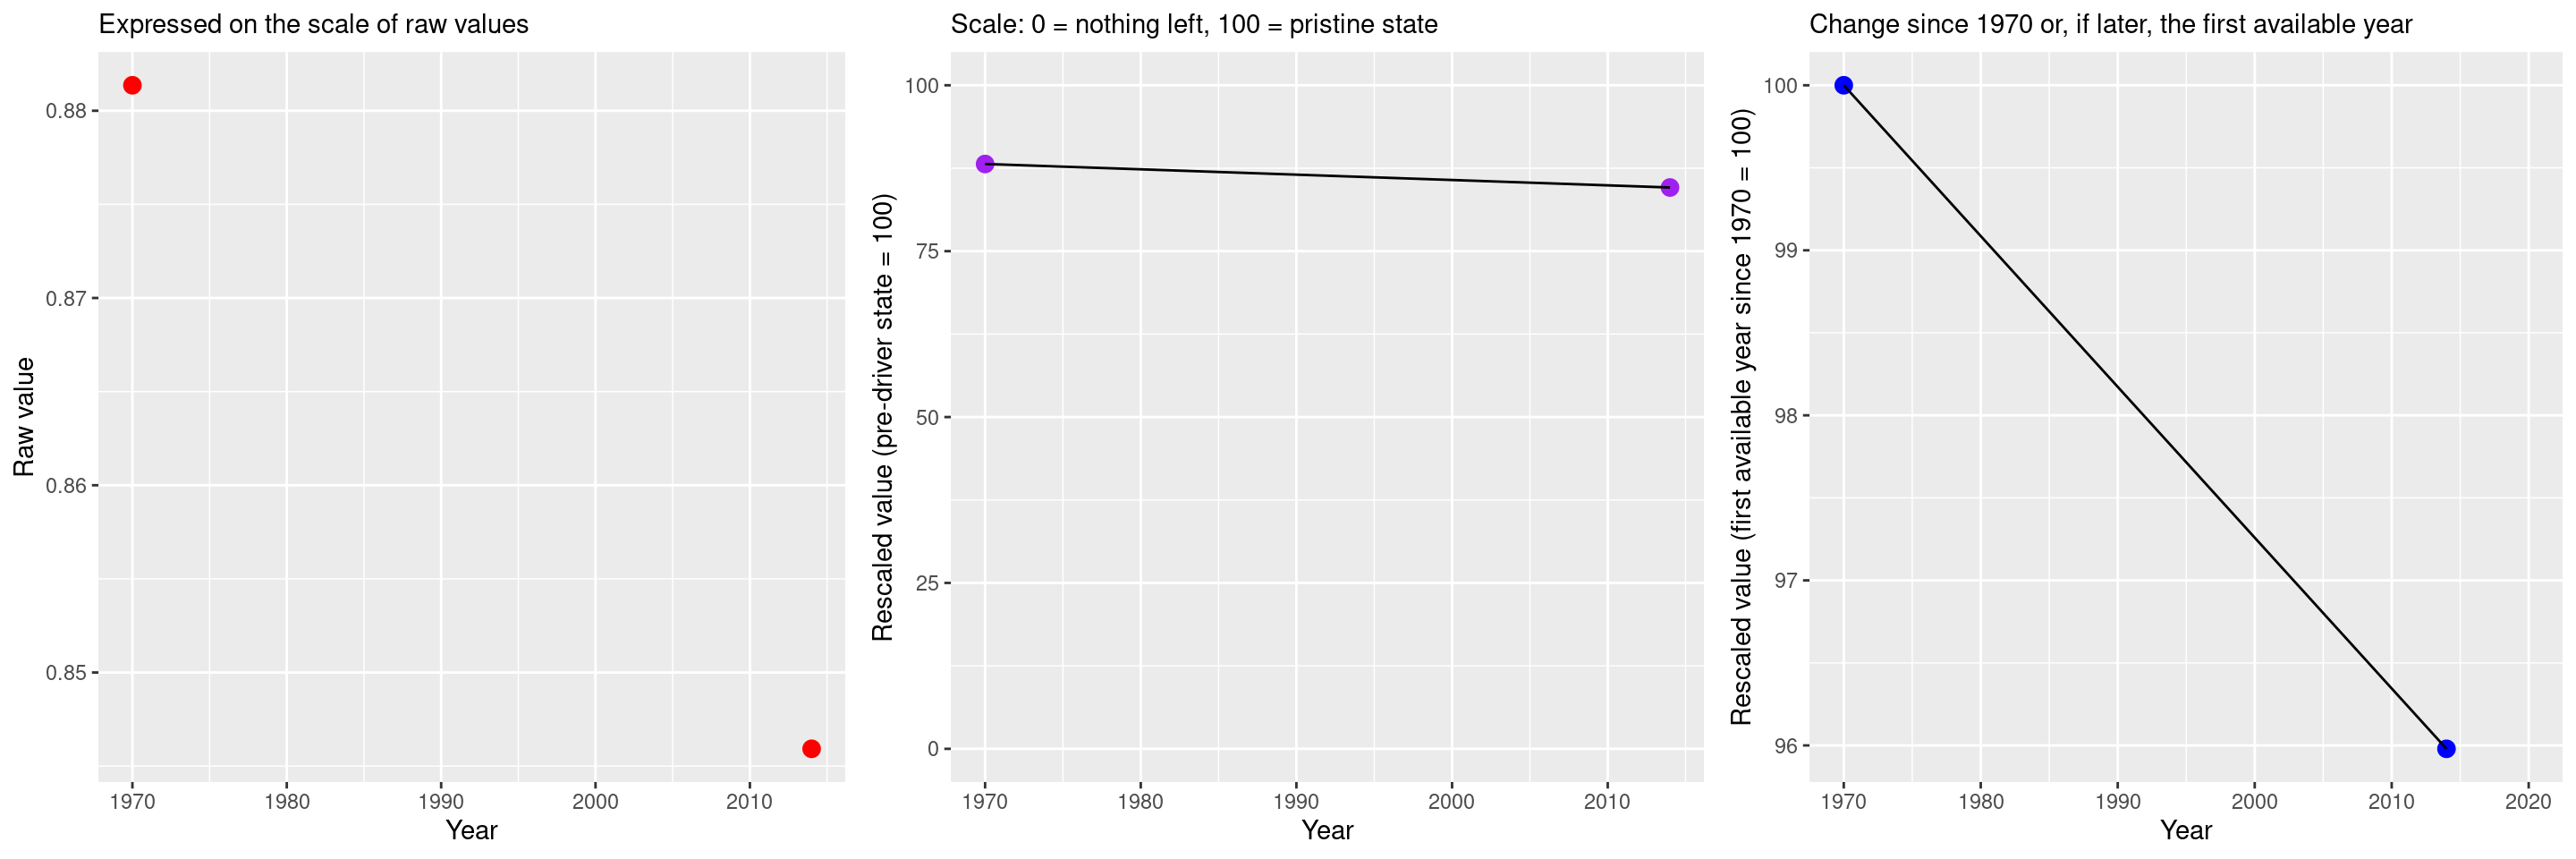 Expressed on the scale of raw values
Raw value
0.88
0.87
0.86
0.85
1970 1980 1990 2000 2010
Year
Scale: 0 = nothing left, 100 = pristine state
Rescaled value (pre-driver state = 100)
100
75
50
25
0
1970 1980 1990 2000 2010
Year
Change since 1970 or, if later, the first available year
Rescaled value (first available year since 1970 = 100)
100
99
98
97
96
1970 1980 1990 2000 2010 2020
Year